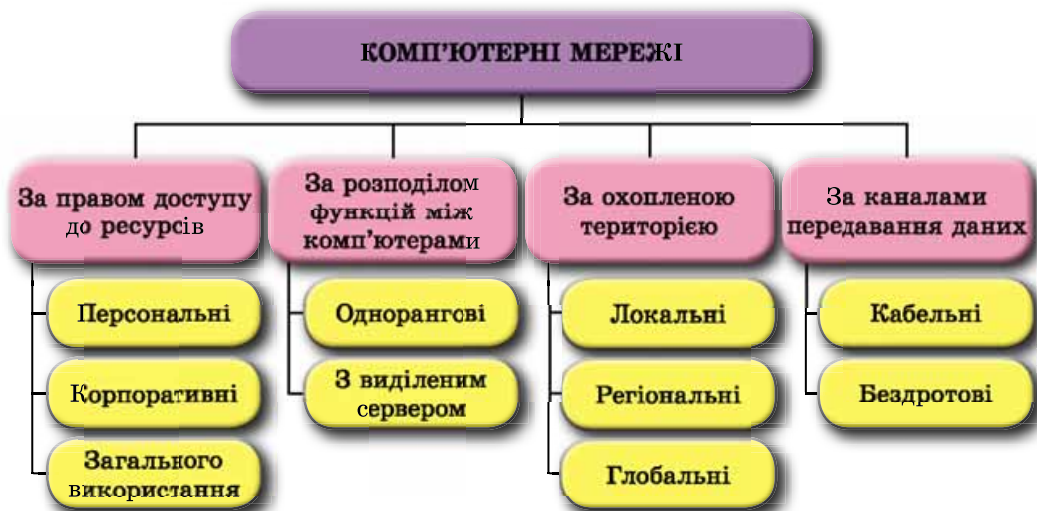 КОМП’ЮТЕРНІ МЕРЕЖІ
За правом доступу
до ресурсів
Персональні
Корпоративні
Загального
використання
За розподілом
функцій між
комп’ютерами
Однорангові
З виділеним
сервером
За охопленою
територією
Локальні
Регіональні
Глобальні
За каналами
передавання даних
Кабельні
Бездротові